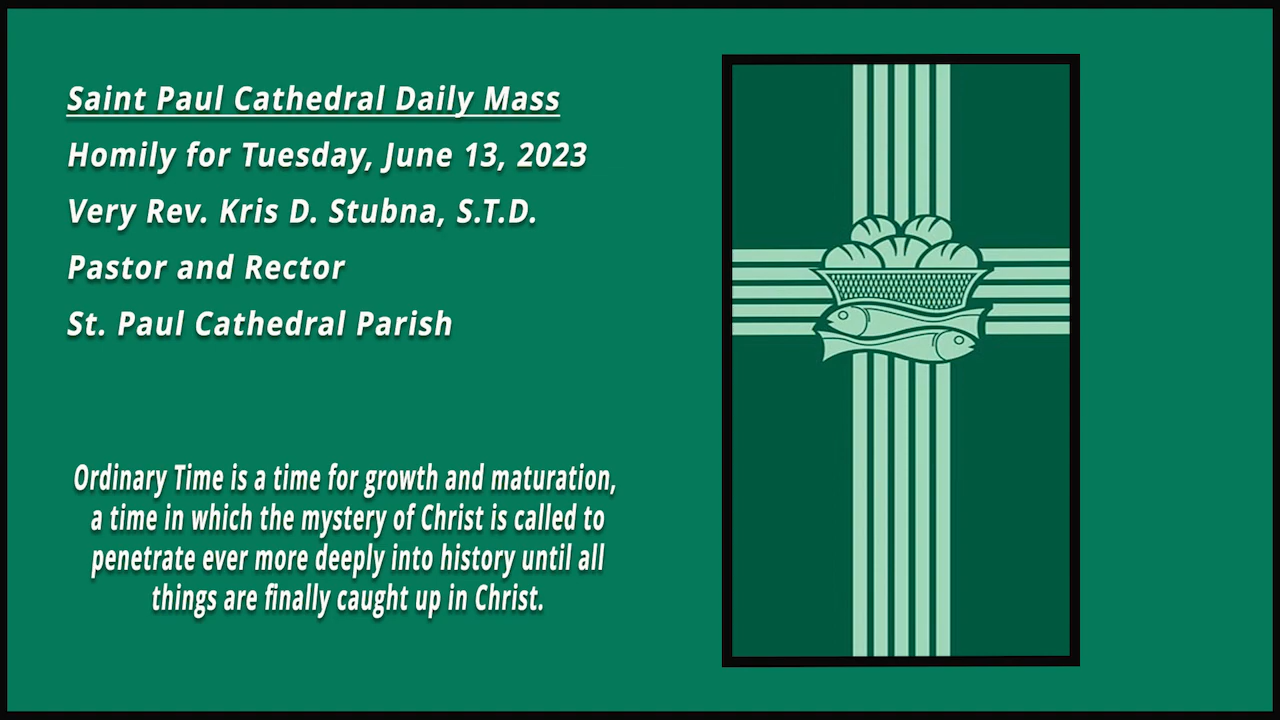 Saint Paul Cathedral Daily Mass
Homily for Tuesday, June 13, 2023
Very Rev. Kris D. Stubna, S.T.D.
Pastor and Rector
St. Paul Cathedral Parish
Ordinary Time is a time for growth and maturation,
a time in which the mystery of Christ is called to
penetrate ever more deeply into history until all
things are finally caught up in Christ.